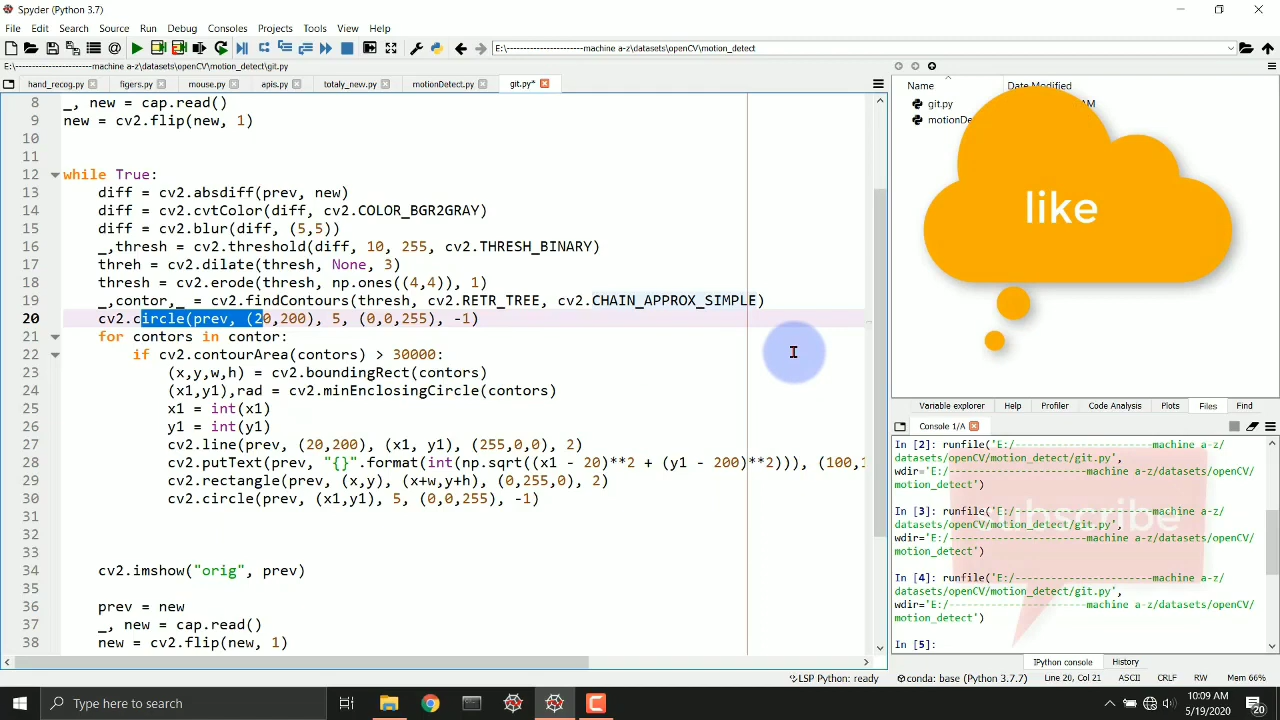 Spyder (Python 3.7)
File Edit Search Source Run Debug Consoles Projects Tools View Help
E:\------------------------machine a-z\datasets\openCV\motion_detect
E:\------------------------machine a-z\datasets\openCV\motion_detect\git.py
hand_recog.py figers.py mouse.py apis.py totaly_new.py motionDetect.py git.py*
8 _, new = cap.read()
9 new = cv2.flip(new, 1)
10
11
12 while True:
13 diff = cv2.absdiff(prev, new)
14 diff = cv2.cvtColor(diff, cv2.COLOR_BGR2GRAY)
15 diff = cv2.blur(diff, (5,5))
16 _,thresh = cv2.threshold(diff, 10, 255, cv2.THRESH_BINARY)
17 threh = cv2.dilate(thresh, None, 3)
18 thresh = cv2.erode(thresh, np.ones((4,4)), 1)
19 _,contor,_ = cv2.findContours(thresh, cv2.RETR_TREE, cv2.CHAIN_APPROX_SIMPLE)
20 cv2.circle(prev, (20,200), 5, (0,0,255), -1)
21 for contors in contor:
22 if cv2.contourArea(contors) > 30000:
23 (x,y,w,h) = cv2.boundingRect(contors)
24 (x1,y1),rad = cv2.minEnclosingCircle(contors)
25 x1 = int(x1)
26 y1 = int(y1)
27 cv2.line(prev, (20,200), (x1, y1), (255,0,0), 2)
28 cv2.putText(prev, "{}".format(int(np.sqrt((x1 - 20)**2 + (y1 - 200)**2))), (100,1
29 cv2.rectangle(prev, (x,y), (x+w,y+h), (0,255,0), 2)
30 cv2.circle(prev, (x1,y1), 5, (0,0,255), -1)
31
32
33
34 cv2.imshow("orig", prev)
35
36 prev = new
37 _, new = cap.read()
38 new = cv2.flip(new, 1)
Name Date Modified
git.py AM
motionDe
like
Variable explorer Help Profiler Code Analysis Plots Files Find
Console 1/A
In [2]: runfile('E:/------------------------machine a-z/
datasets/openCV/motion_detect/git.py',
wdir='E:/------------------------machine a-z/datasets/openCV/
motion_detect')
In [3]: runfile('E:/------------------------machine a-z/
datasets/openCV/motion_detect/git.py',
wdir='E:/------------------------machine a-z/datasets/openCV/
motion_detect')
In [4]: runfile('E:/------------------------machine a-z/
datasets/openCV/motion_detect/git.py',
wdir='E:/------------------------machine a-z/datasets/openCV/
motion_detect')
In [5]:
subscribe
IPython console History
LSP Python: ready conda: base (Python 3.7.7) Line 20, Col 21 ASCII CRLF RW Mem 66%
Type here to search
10:09 AM
5/19/2020
20